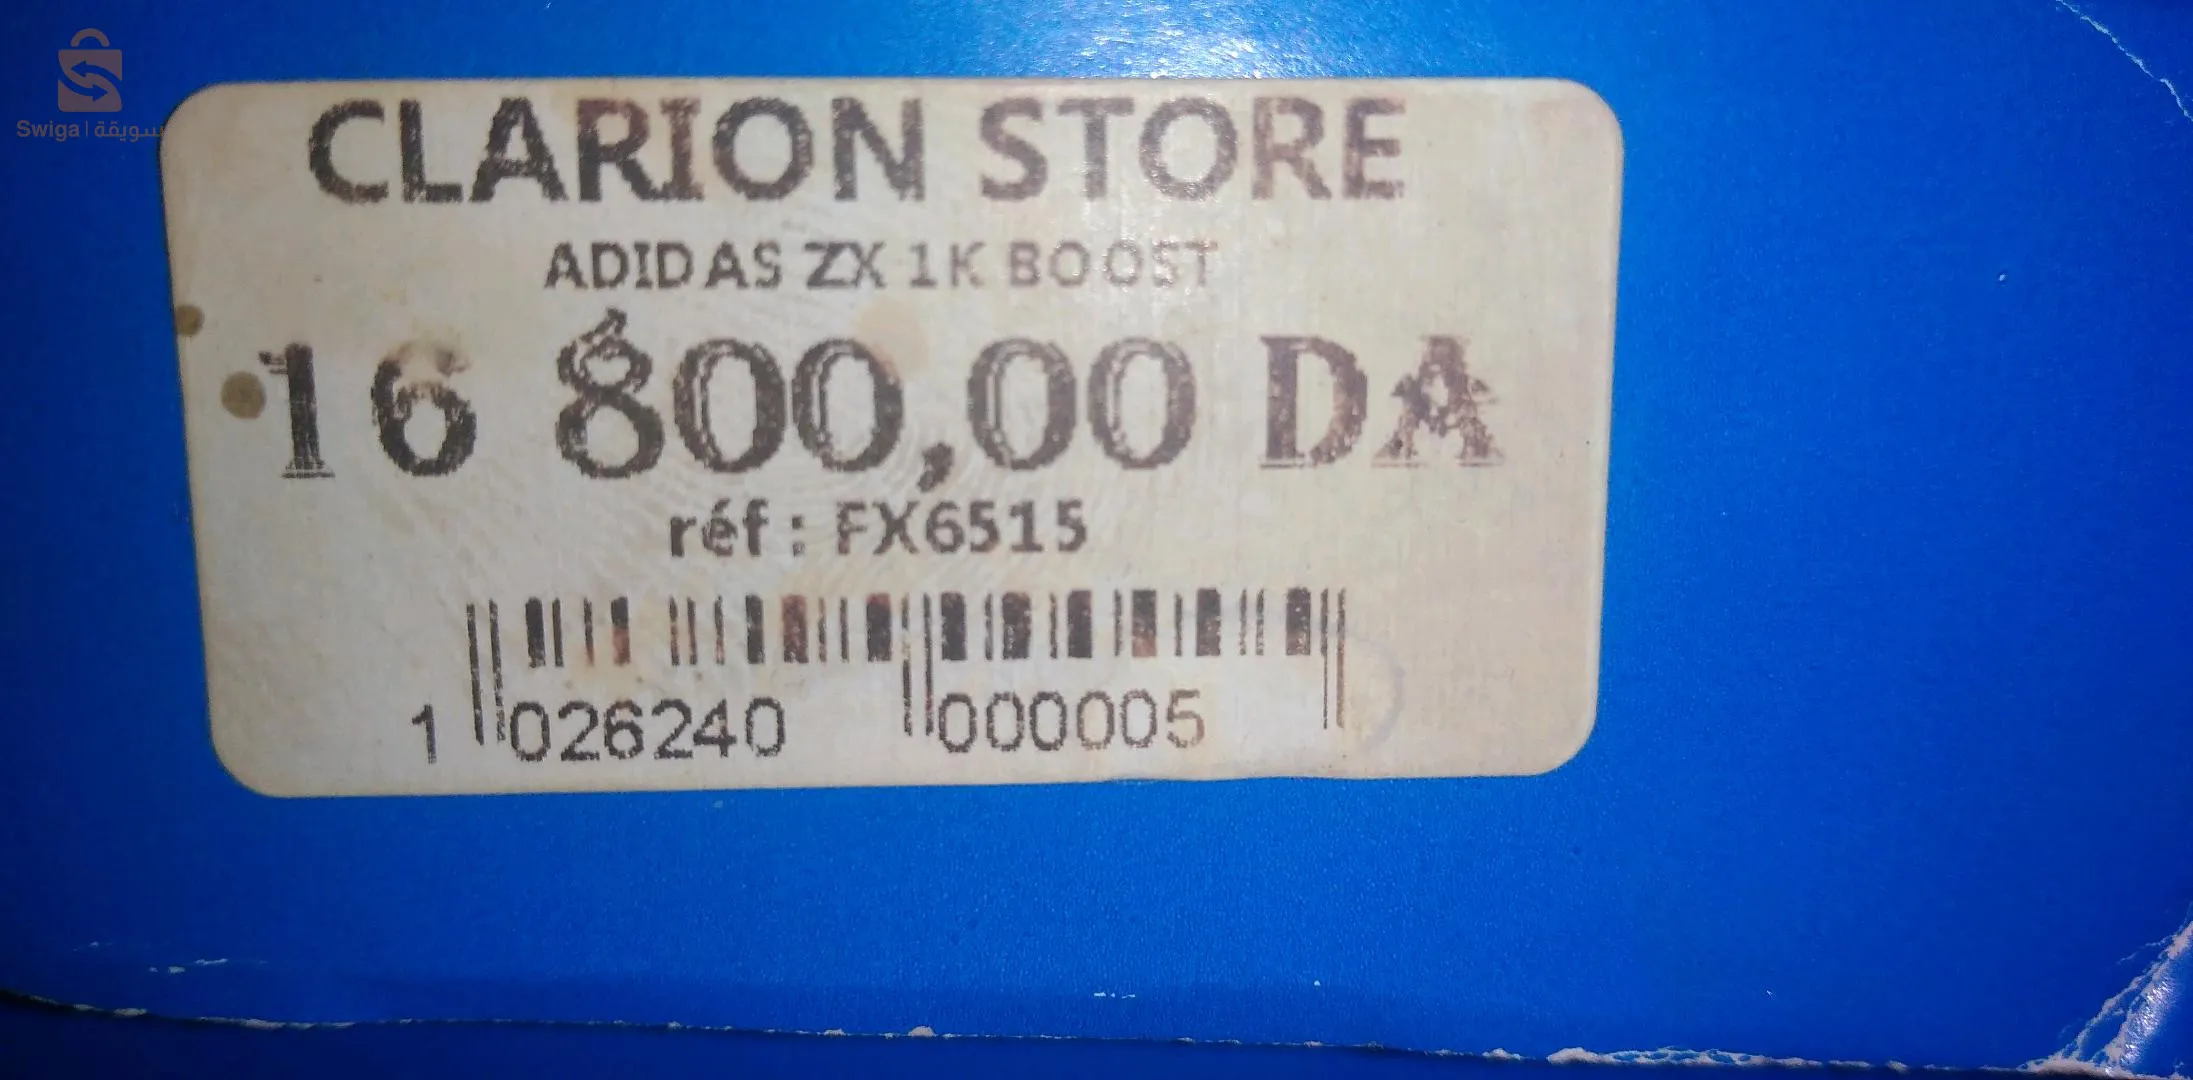 Swiga | سويقة
CLARION STORE
ADIDAS ZX 1K BOOST
16 800,00 DA
réf : FX6515
1 026240 000005